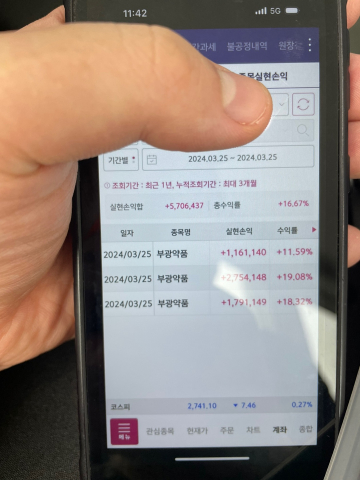 11:42 5G
불공정내역
종목실현손익
기간별 2024.03.25 ~ 2024.03.25
조회기간 : 최근 1년, 누적조회기간 : 최대 3개월
실현손익합 +5,706,437 총수익률 +16.67%
일자 종목명 실현손익 수익률
2024/03/25 부광약품 +1,161,140 +11.59%
2024/03/25 부광약품 +2,754,148 +19.08%
2024/03/25 부광약품 +1,791,149 +18.32%
코스피 2,741.10 ▼ 7.46 0.27%
메뉴 관심종목 현재가 주문 차트 계좌 종합